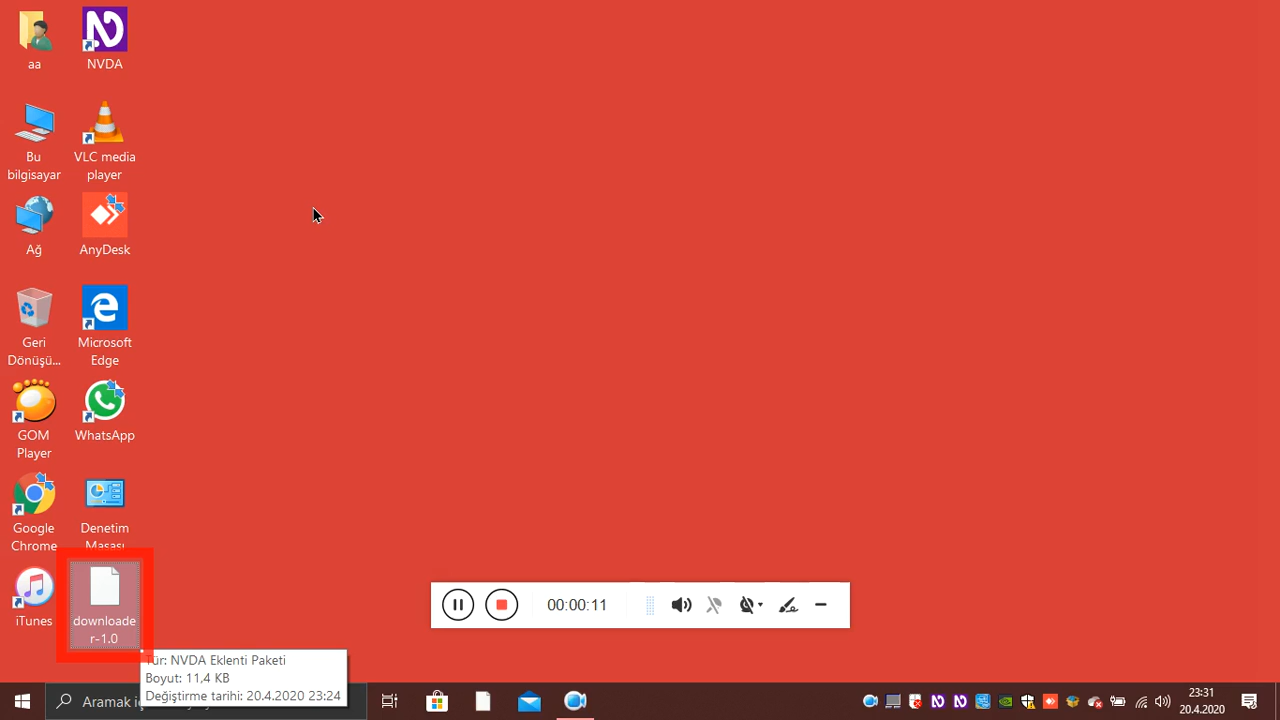 aa
NVDA
Bu
bilgisayar
VLC media
player
Ağ
AnyDesk
Geri
Dönüşü...
Microsoft
Edge
GOM
Player
WhatsApp
Google
Chrome
Denetim
Masası
iTunes
downloade
r-1.0
Tür: NVDA Eklenti Paketi
Boyut: 11,4 KB
Değiştirme tarihi: 20.4.2020 23:24
00:00:11
Aramak
23:31
20.4.2020